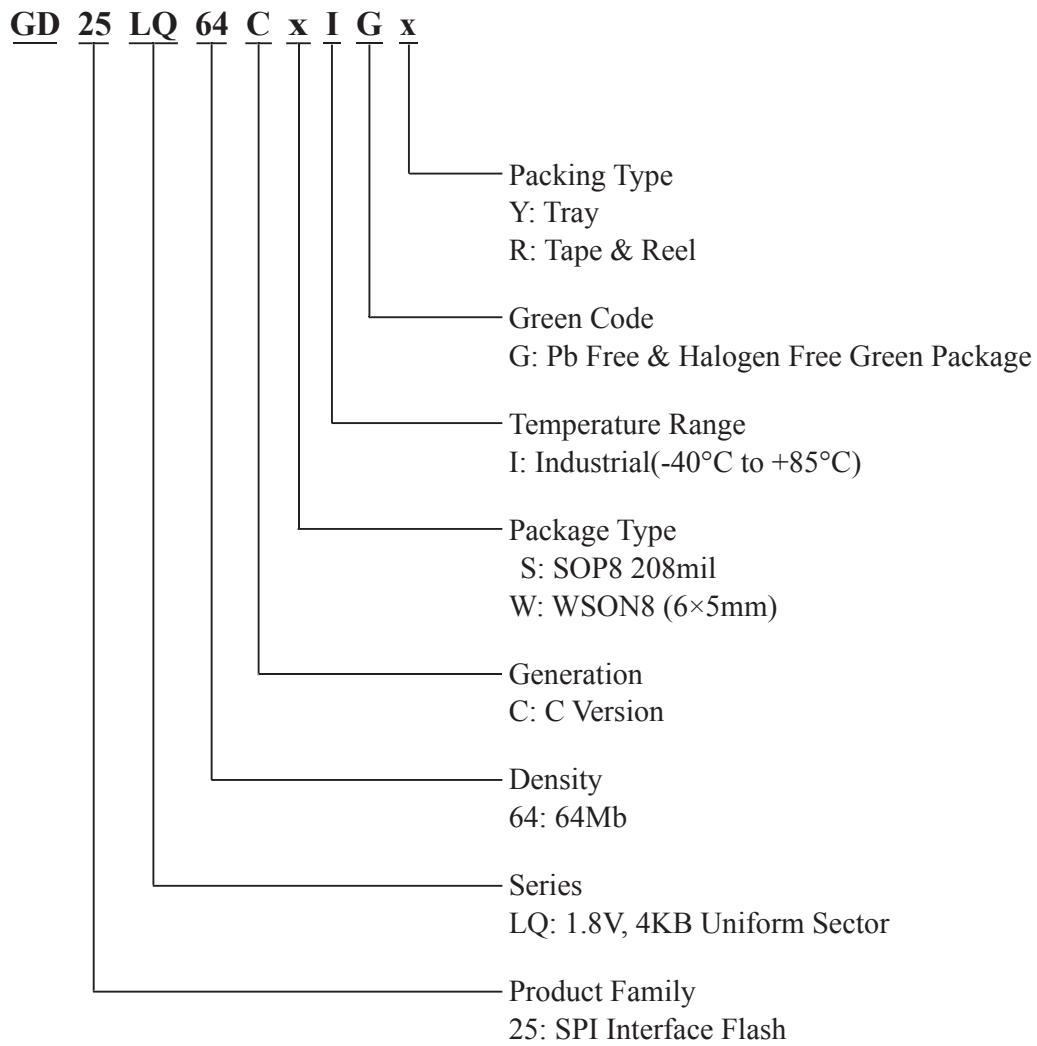 GD 25 LQ 64 C x I G x
Packing Type
Y: Tray
R: Tape & Reel
Green Code
G: Pb Free & Halogen Free Green Package
Temperature Range
I: Industrial(-40°C to +85°C)
Package Type
S: SOP8 208mil
W: WSON8 (6×5mm)
Generation
C: C Version
Density
64: 64Mb
Series
LQ: 1.8V, 4KB Uniform Sector
Product Family
25: SPI Interface Flash